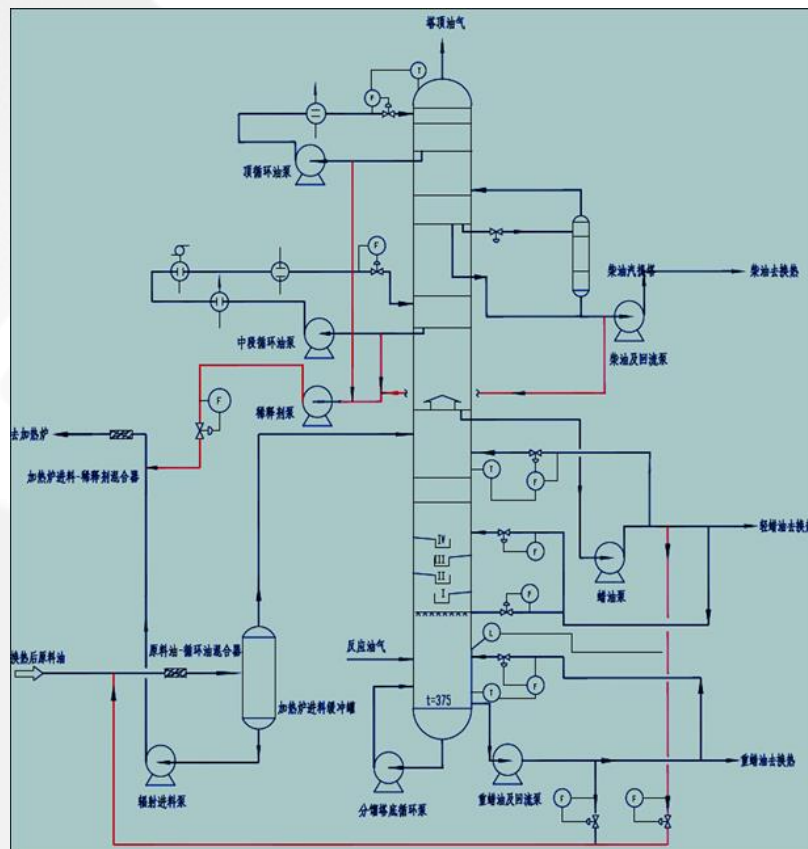 塔顶油气
T
F
顶循环油泵
F
柴油汽提塔
柴油去换热
中段循环油泵
柴油及回流泵
稀释剂泵
F
去加热炉
加热炉进料-稀释剂混合器
T
F
轻蜡油去换热
IV
III
II
I
F
蜡油泵
F
原料油-循环油混合器
反应油气
L
换热后原料油
加热炉进料缓冲罐
T
F
t=375
辐射进料泵
分馏塔底循环泵
重蜡油及回流泵
重蜡油去换热
F
F